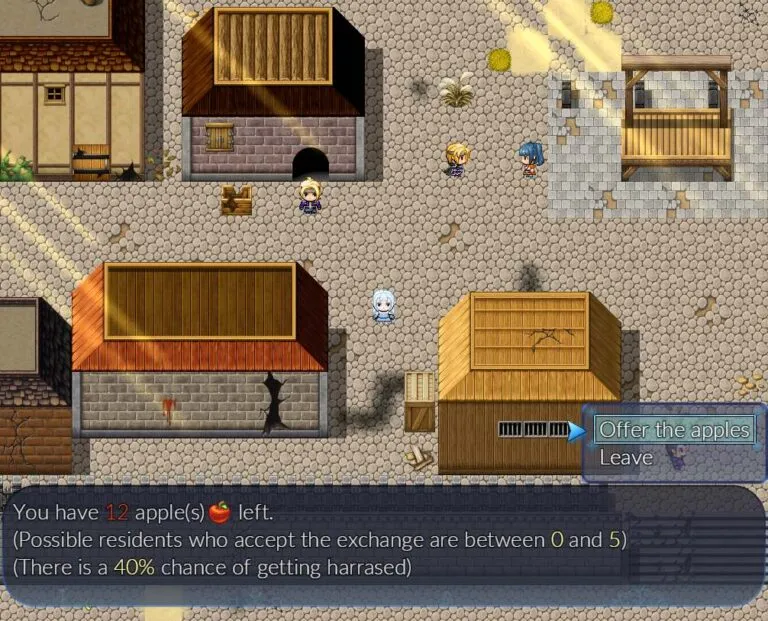 Offer the apples
Leave
You have 12 apple(s) left.
(Possible residents who accept the exchange are between 0 and 5)
(There is a 40% chance of getting harrased)